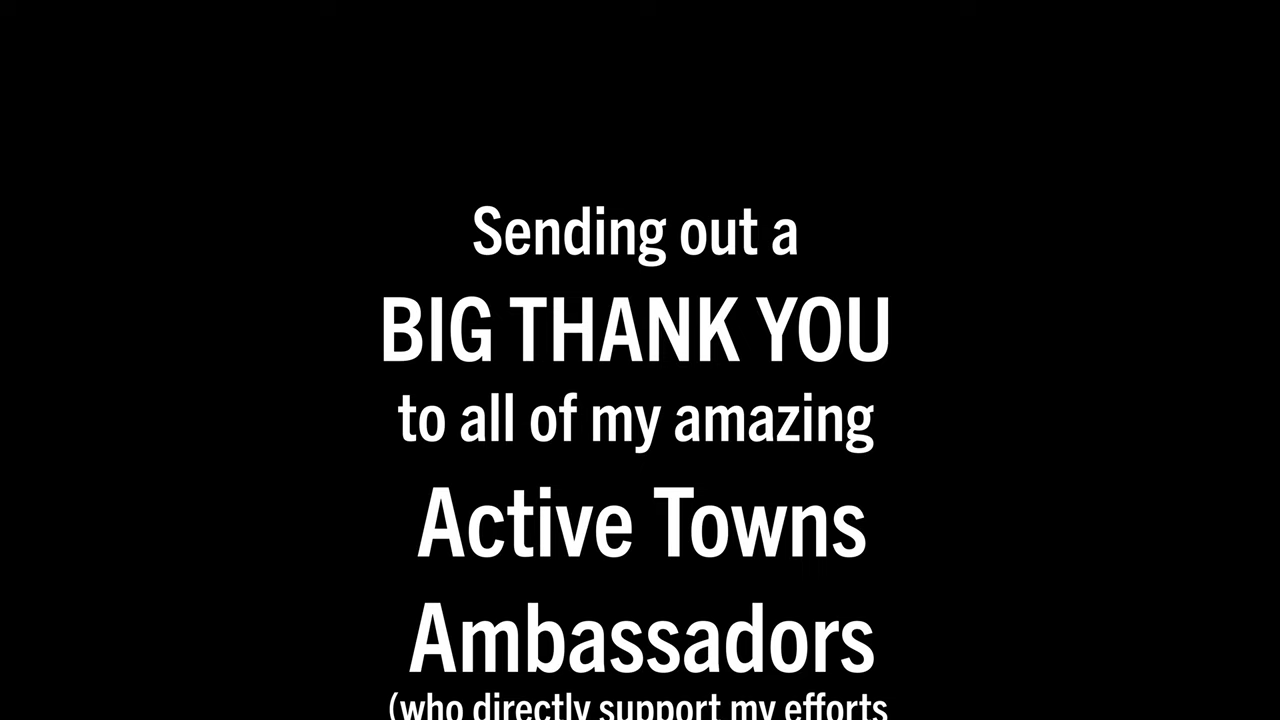 Sending out a
BIG THANK YOU
to all of my amazing
Active Towns
Ambassadors
(who directly support my efforts